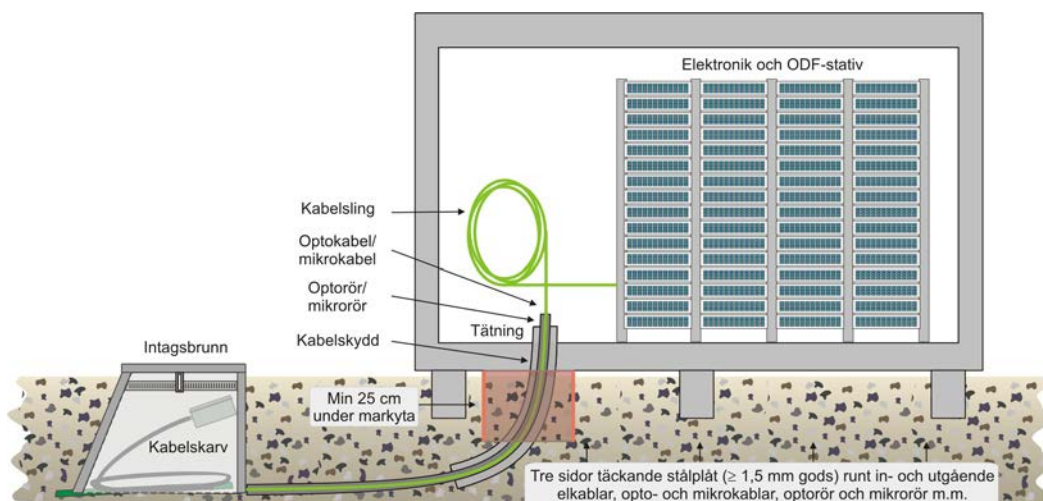 Elektronik och ODF-stativ
Kabelsling
Optokabel/
mikrokabel
Optorör/
mikrorör
Tätning
Kabelskydd
Intagsbrunn
Kabelskarv
Min 25 cm
under markyta
Tre sidor täckande stålplåt (≥ 1,5 mm gods) runt in- och utgående
elkablar, opto- och mikrokablar, optorör och mikrorör m.m.